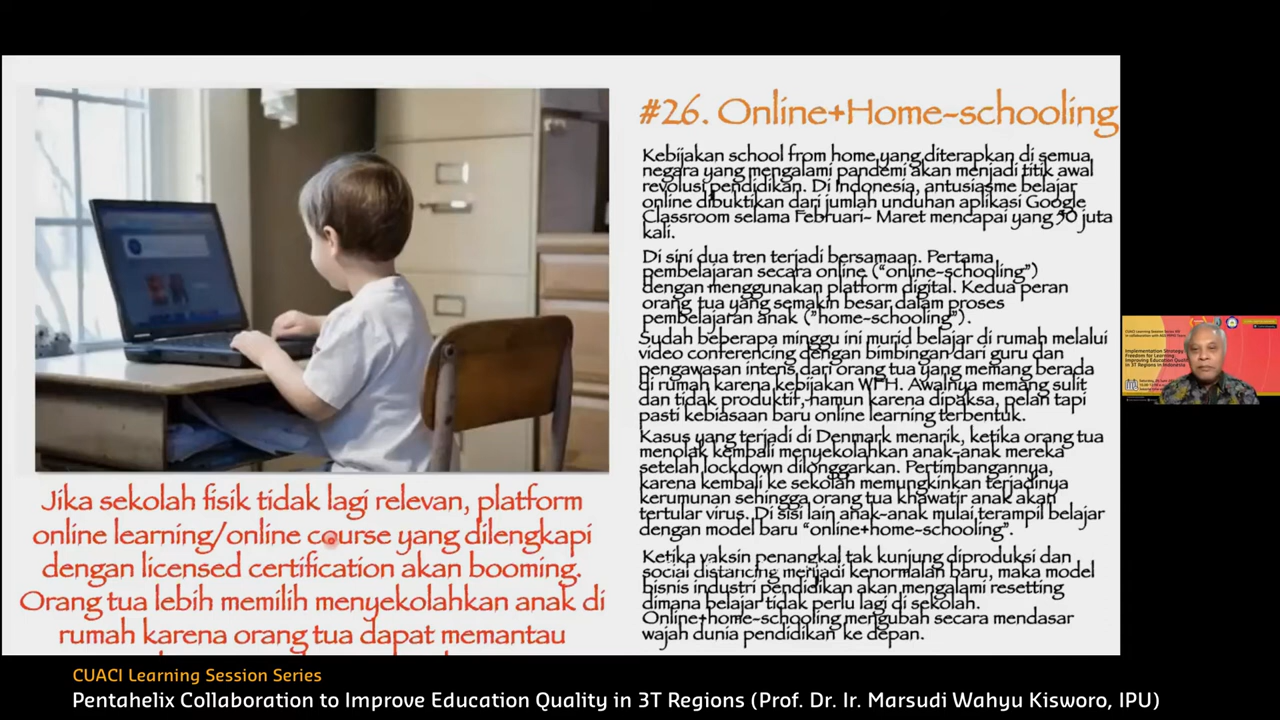 #26. Online+Home-schooling
Kebijakan school from home yang diterapkan di semua
negara yang mengalami pandemi akan menjadi titik awal
revolusi pendidikan. Di Indonesia, antusiasme belajar
online dibuktikan dari jumlah unduhan aplikasi Google
Classroom selama Februari- Maret mencapai yang 50 juta
kali.
Di sini dua tren terjadi bersamaan. Pertama
pembelajaran secara online ("online-schooling")
dengan menggunakan platform digital. Kedua peran
orang tua yang semakin besar dalam proses
pembelajaran anak ("home-schooling").
Sudah beberapa minggu ini murid belajar di rumah melalui
video conferencing dengan bimbingan dari guru dan
pengawasan intens dari orang tua yang memang berada
di rumah karena kebijakan WFH. Awalnya memang sulit
dan tidak produktif, namun karena dipaksa, pelan tapi
pasti kebiasaan baru online learning terbentuk.
Kasus yang terjadi di Denmark menarik, ketika orang tua
menolak kembali menyekolahkan anak-anak mereka
setelah lockdown dilonggarkan. Pertimbangannya,
karena kembali ke sekolah memungkinkan terjadinya
kerumunan sehingga orang tua khawatir anak akan
tertular virus. Di sisi lain anak-anak mulai terampil belajar
dengan model baru "online+home-schooling".
Ketika vaksin penangkal tak kunjung diproduksi dan
social distancing menjadi kenormalan baru, maka model
bisnis industri pendidikan akan mengalami resetting
dimana belajar tidak perlu lagi di sekolah.
Online+home-schooling mengubah secara mendasar
wajah dunia pendidikan ke depan.
Jika sekolah fisik tidak lagi relevan, platform
online learning/online course yang dilengkapi
dengan licensed certification akan booming.
Orang tua lebih memilih menyekolahkan anak di
rumah karena orang tua dapat memantau
Implementation Strategy
Freedom for Learning
Improving Education Quality
in 3T Regions in Indonesia
CUACI Learning Session Series
Pentahelix Collaboration to Improve Education Quality in 3T Regions (Prof. Dr. Ir. Marsudi Wahyu Kisworo, IPU)